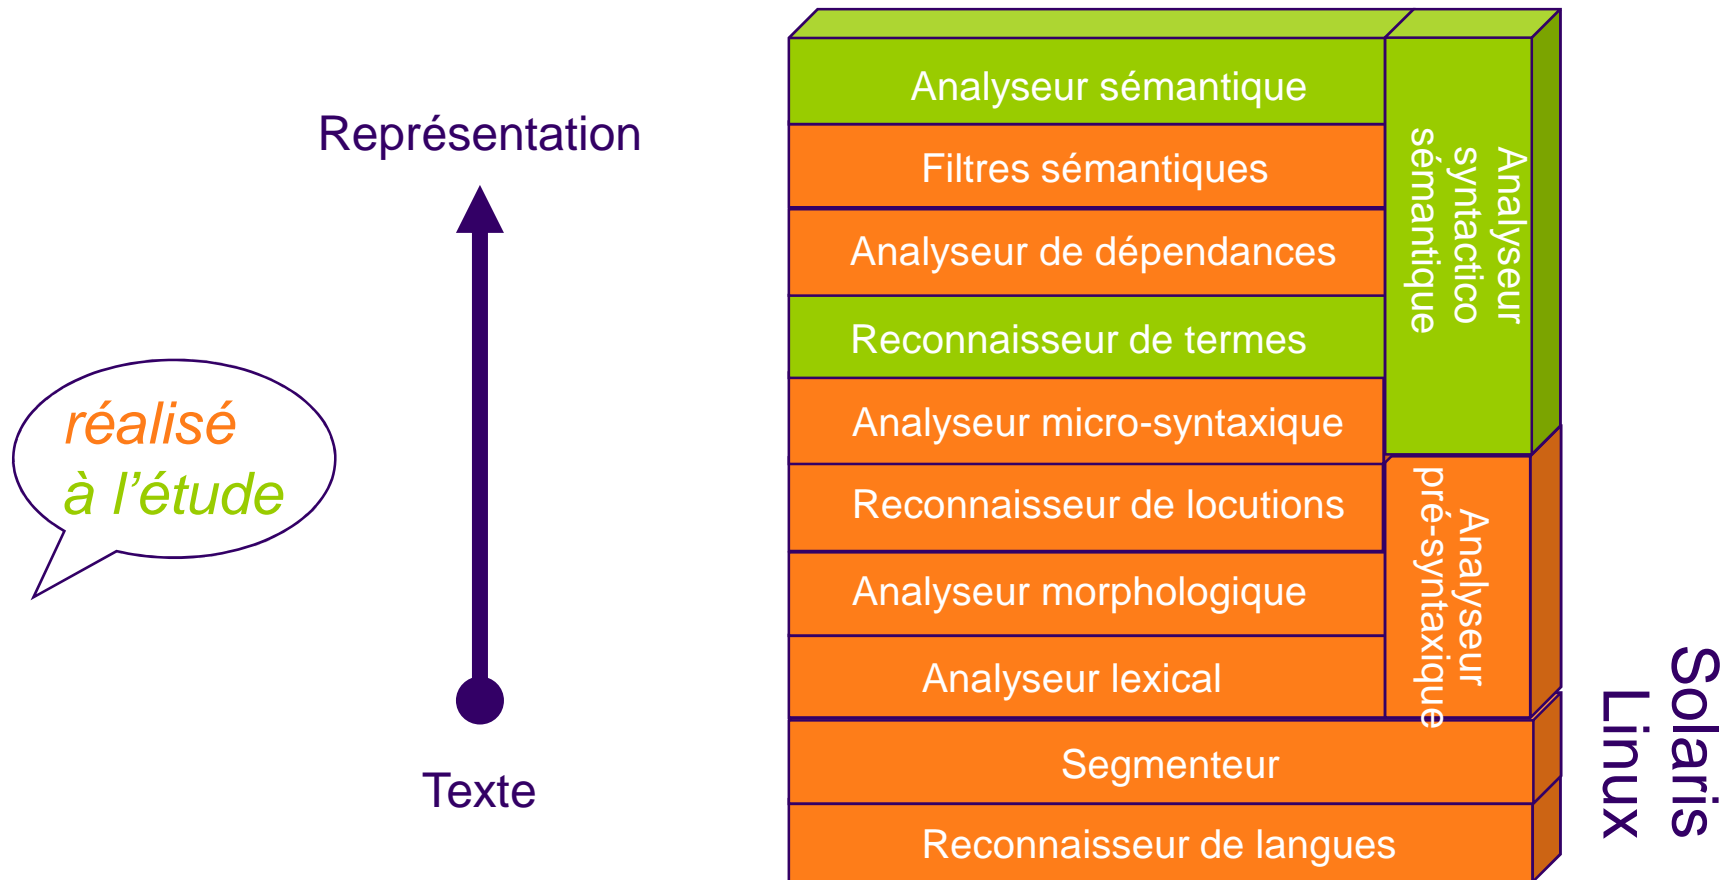 Représentation
Texte
réalisé
à l’étude
Analyseur sémantique
Filtres sémantiques
Analyseur de dépendances
Reconnaisseur de termes
Analyseur micro-syntaxique
Reconnaisseur de locutions
Analyseur morphologique
Analyseur lexical
Segmenteur
Reconnaisseur de langues
Analyseur
syntactico
sémantique
Analyseur
pré-syntaxique
Solaris
Linux